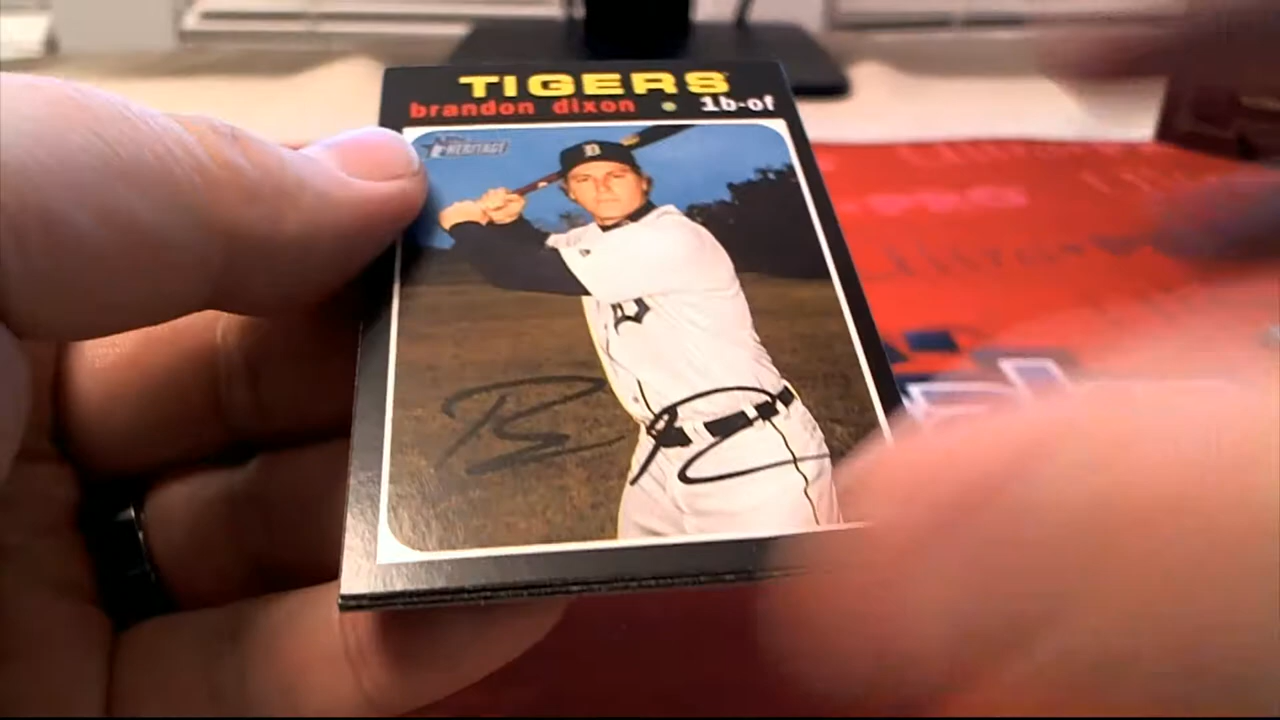 TIGERS
brandon dixon • 1b-of
HERITAGE
D
D